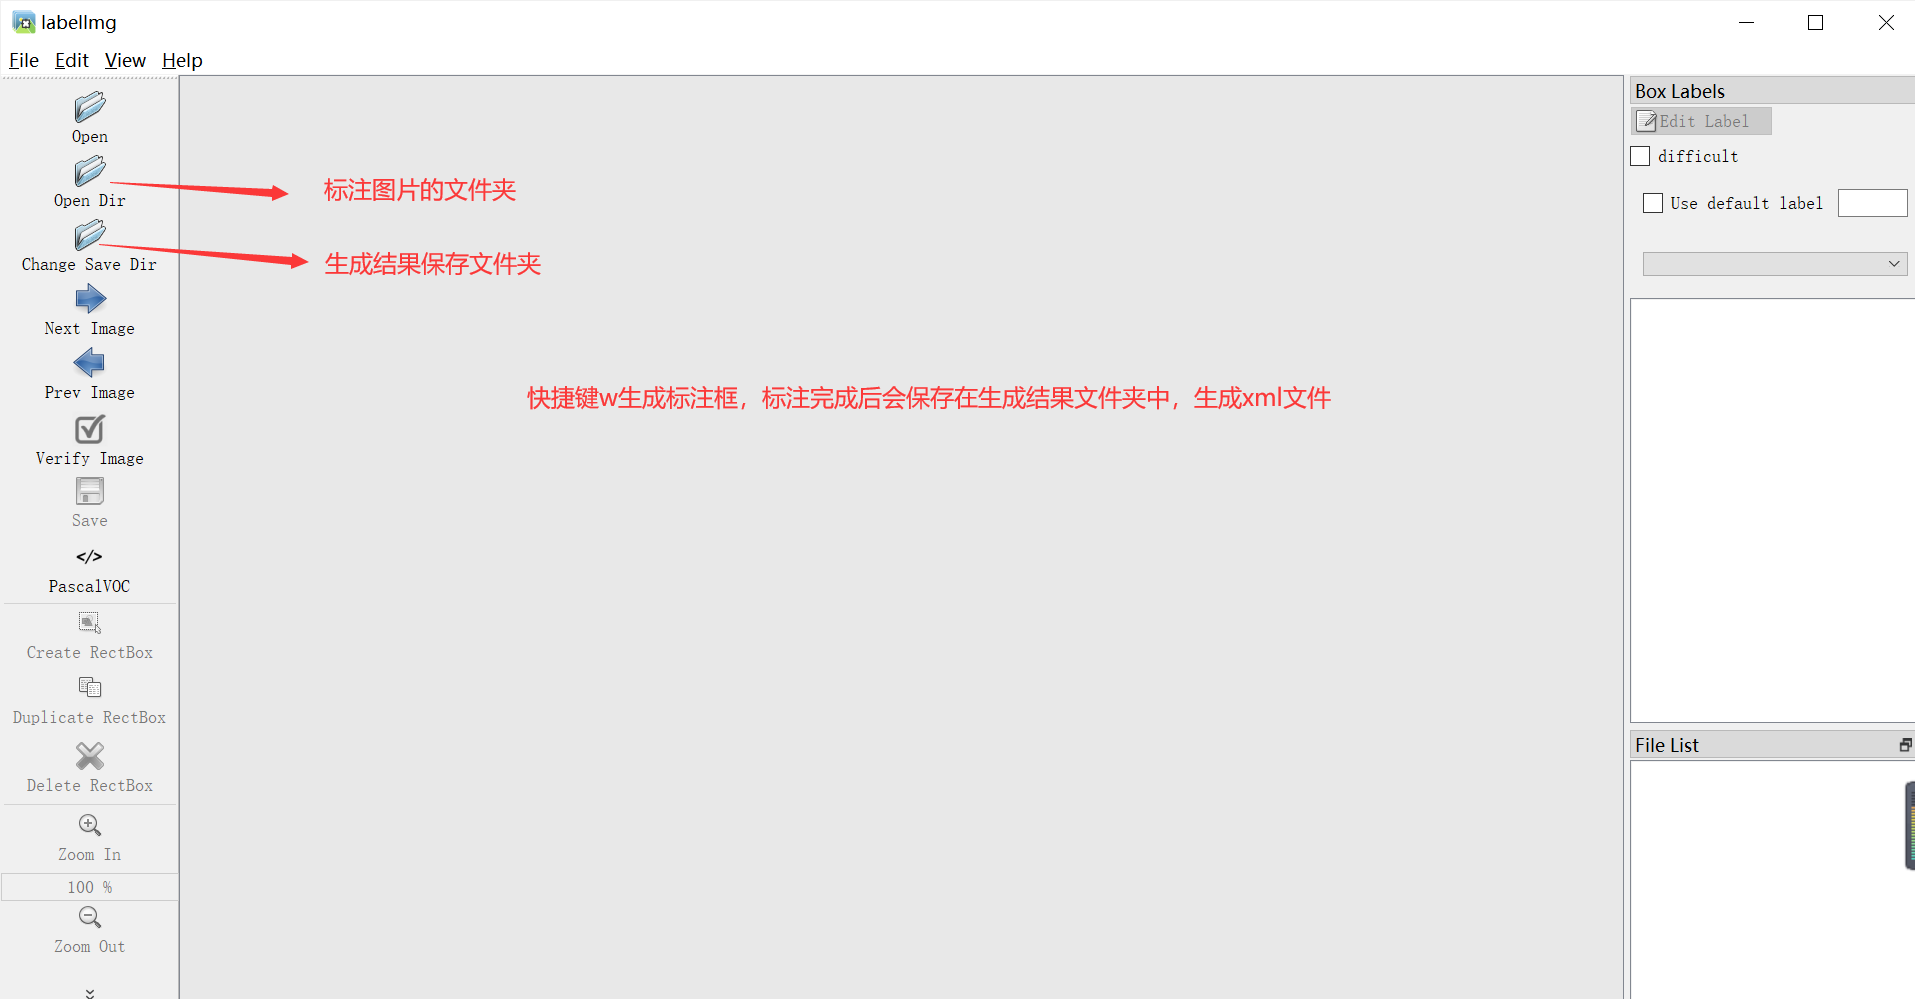 labelImg
File Edit View Help
Open
Open Dir
Change Save Dir
Next Image
Prev Image
Verify Image
Save
</>
PascalVOC
Create RectBox
Duplicate RectBox
Delete RectBox
Zoom In
100 %
Zoom Out
标注图片的文件夹
生成结果保存文件夹
快捷键w生成标注框，标注完成后会保存在生成结果文件夹中，生成xml文件
Box Labels
Edit Label
difficult
Use default label
File List